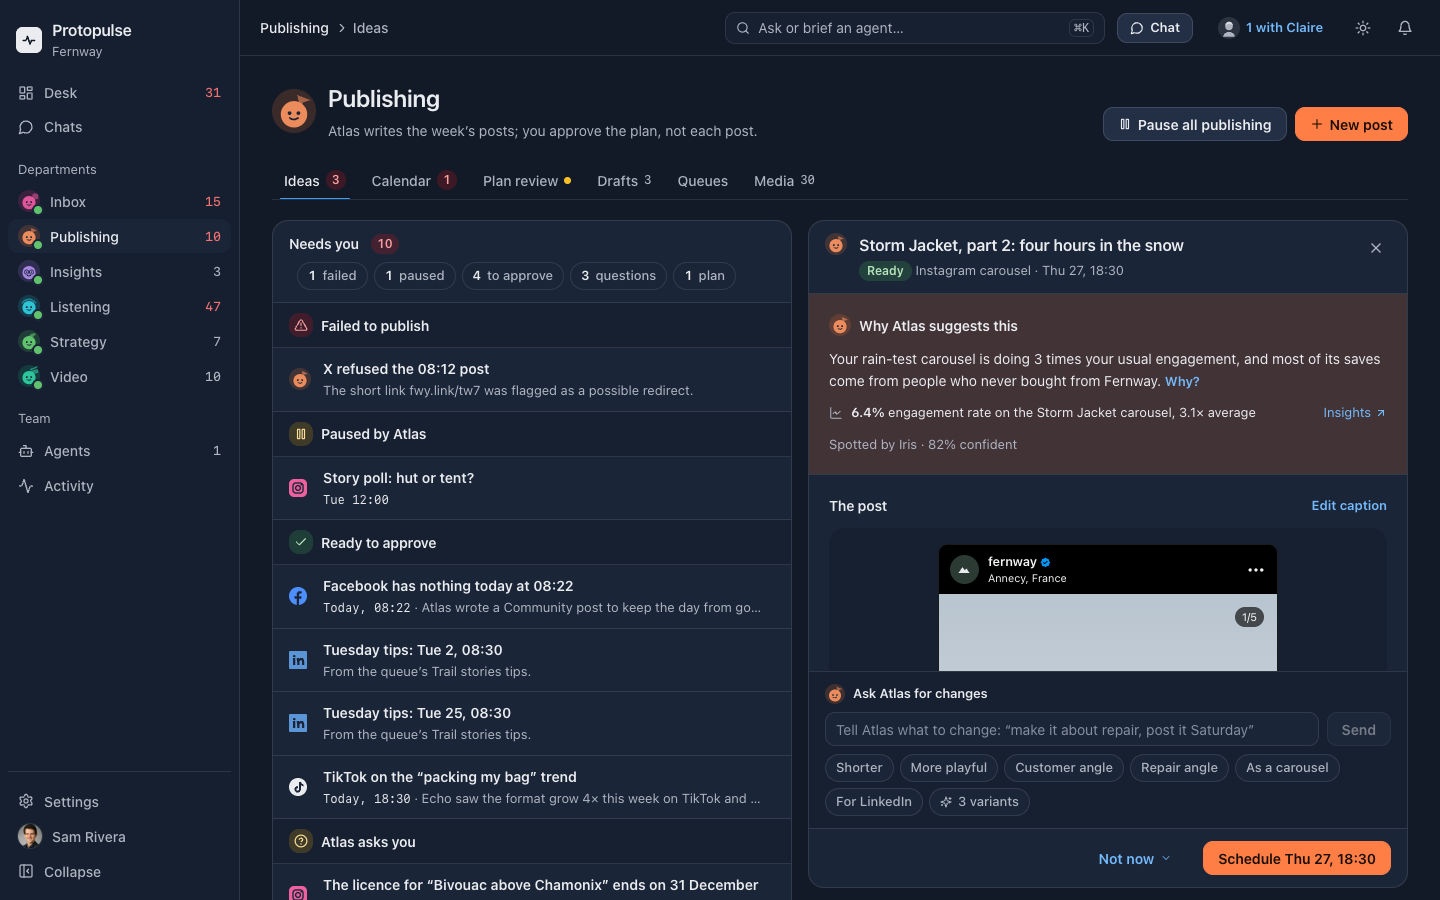 Protopulse
Fernway
Desk 31
Chats
Departments
Inbox 15
Publishing 10
Insights 3
Listening 47
Strategy 7
Video 10
Team
Agents 1
Activity
Settings
Sam Rivera
Collapse
Publishing › Ideas
Ask or brief an agent… ⌘K
Chat
1 with Claire
Publishing
Atlas writes the week’s posts; you approve the plan, not each post.
Pause all publishing
+ New post
Ideas 3
Calendar 1
Plan review
Drafts 3
Queues
Media 30
Needs you 10
1 failed
1 paused
4 to approve
3 questions
1 plan
Failed to publish
X refused the 08:12 post
The short link fwy.link/tw7 was flagged as a possible redirect.
Paused by Atlas
Story poll: hut or tent?
Tue 12:00
Ready to approve
Facebook has nothing today at 08:22
Today, 08:22 · Atlas wrote a Community post to keep the day from go…
Tuesday tips: Tue 2, 08:30
From the queue’s Trail stories tips.
Tuesday tips: Tue 25, 08:30
From the queue’s Trail stories tips.
TikTok on the “packing my bag” trend
Today, 18:30 · Echo saw the format grow 4× this week on TikTok and …
Atlas asks you
The licence for “Bivouac above Chamonix” ends on 31 December
Storm Jacket, part 2: four hours in the snow
Ready Instagram carousel · Thu 27, 18:30
Why Atlas suggests this
Your rain-test carousel is doing 3 times your usual engagement, and most of its saves
come from people who never bought from Fernway. Why?
6.4% engagement rate on the Storm Jacket carousel, 3.1× average
Insights ↗
Spotted by Iris · 82% confident
The post
Edit caption
fernway
Annecy, France
1/5
Ask Atlas for changes
Tell Atlas what to change: “make it about repair, post it Saturday”
Send
Shorter
More playful
Customer angle
Repair angle
As a carousel
For LinkedIn
3 variants
Not now
Schedule Thu 27, 18:30